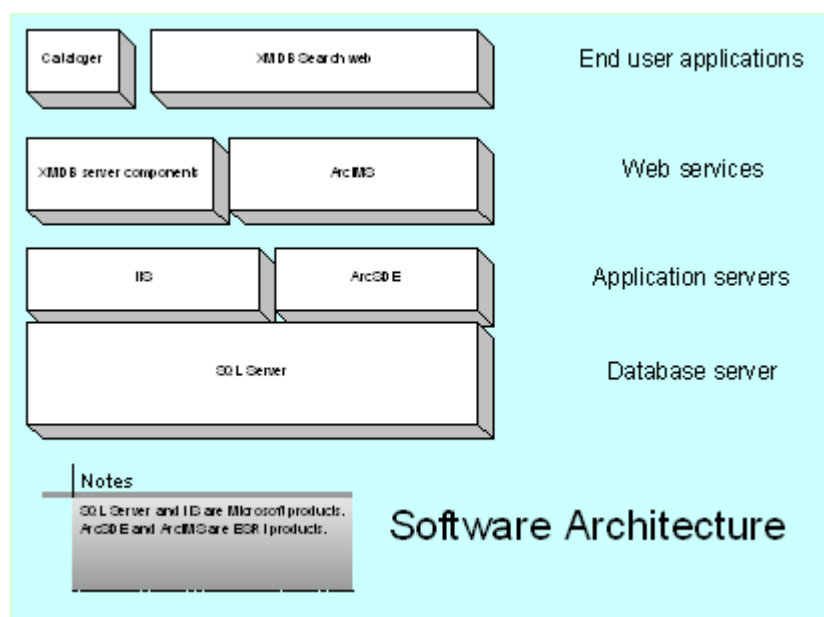 Cataloger
XMDB Search web
End user applications
XMDB server components
ArcIMS
Web services
IIS
ArcSDE
Application servers
SQL Server
Database server
Notes
SQL Server and IIS are Microsoft products.
ArcSDE and ArcIMS are ESRI products.
Software Architecture